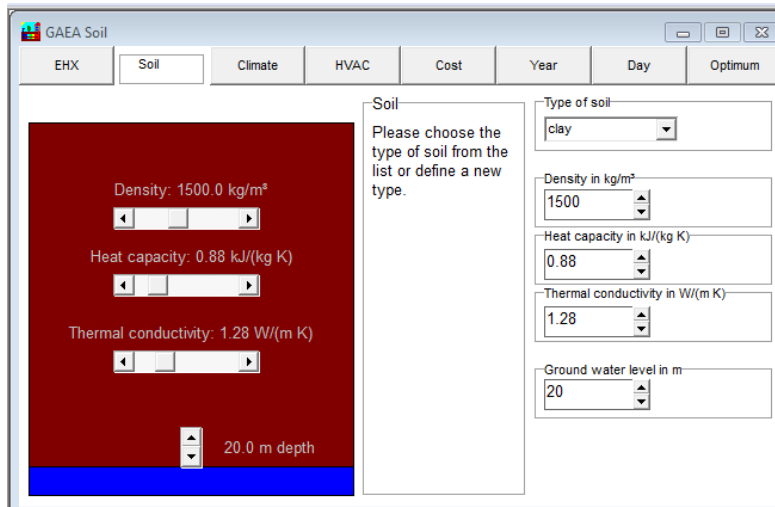 GAEA Soil
EHX
Soil
Climate
HVAC
Cost
Year
Day
Optimum
Density: 1500.0 kg/m³
Heat capacity: 0.88 kJ/(kg K)
Thermal conductivity: 1.28 W/(m K)
20.0 m depth
Soil
Please choose the
type of soil from the
list or define a new
type.
Type of soil
clay
Density in kg/m³
1500
Heat capacity in kJ/(kg K)
0.88
Thermal conductivity in W/(m K)
1.28
Ground water level in m
20